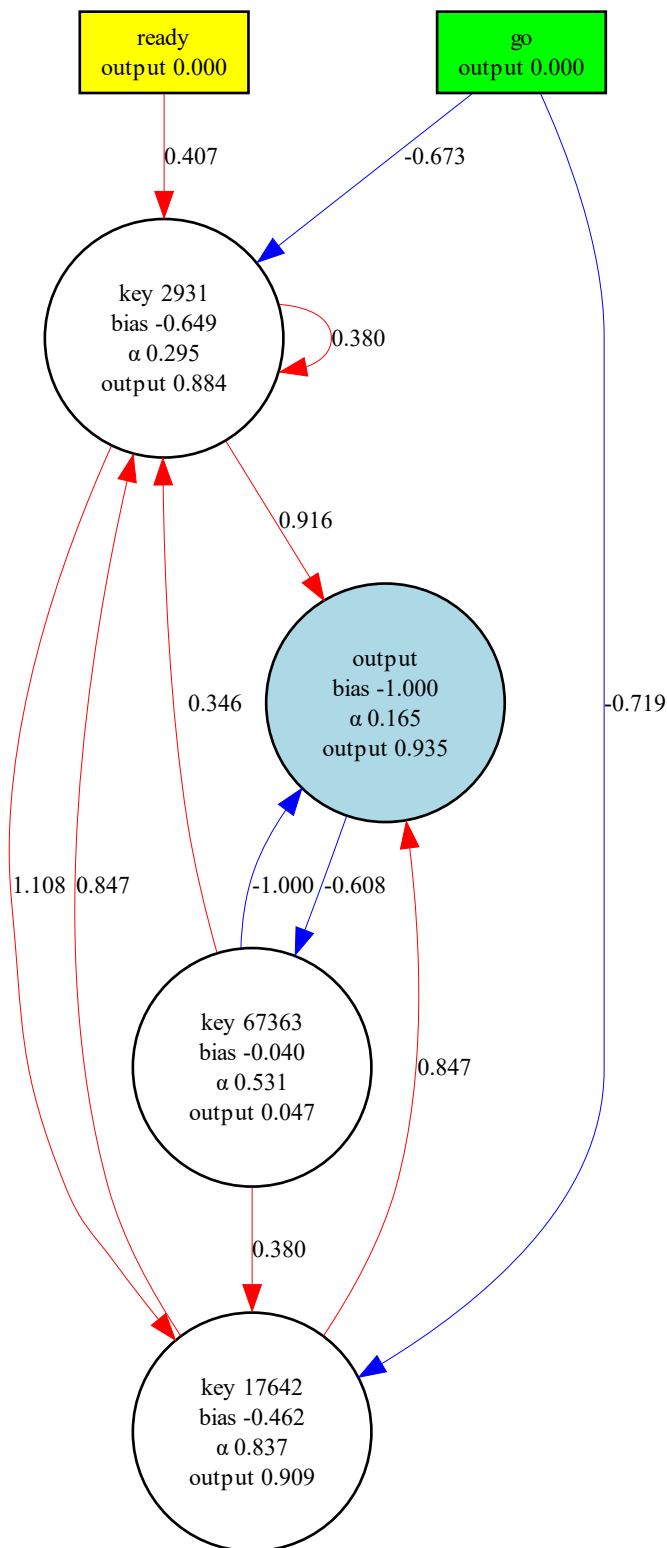 ready
output 0.000
go
output 0.000
0.407
-0.673
key 2931
bias -0.649
α 0.295
output 0.884
0.380
0.916
output
bias -1.000
α 0.165
output 0.935
0.346
-0.719
1.108
0.847
-1.000
-0.608
key 67363
bias -0.040
α 0.531
output 0.047
0.847
0.380
key 17642
bias -0.462
α 0.837
output 0.909